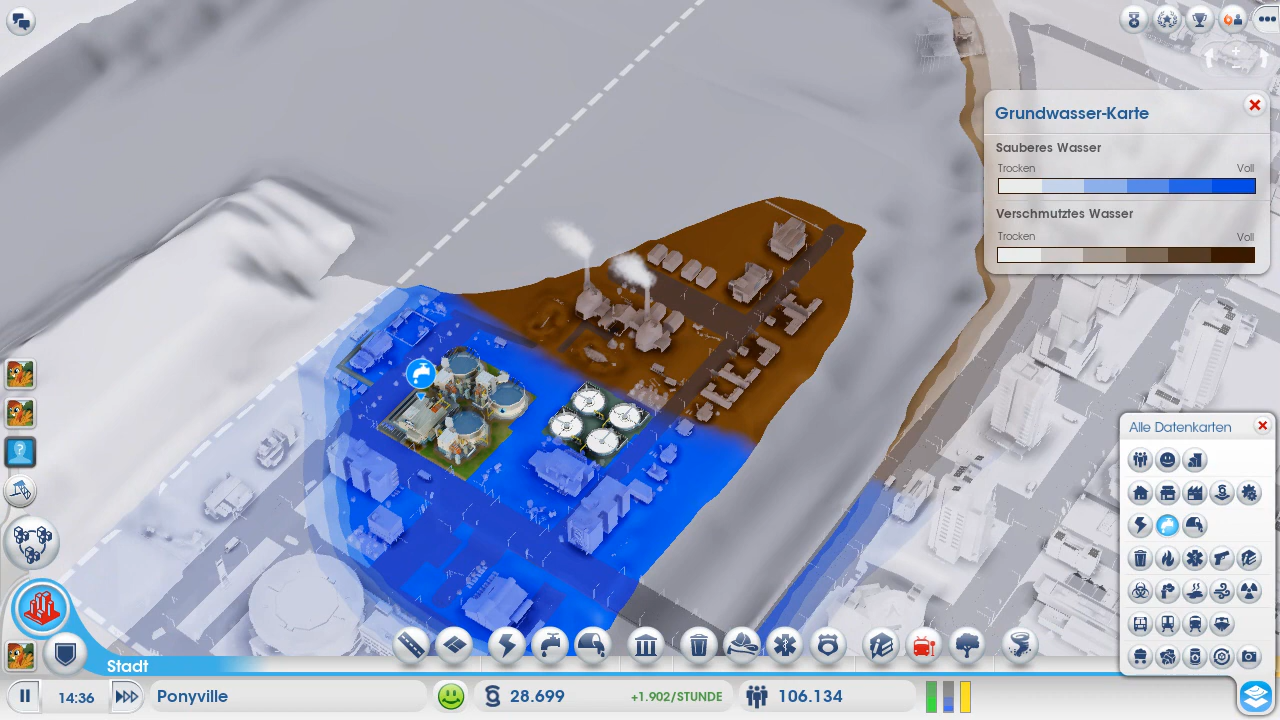 Grundwasser-Karte
Sauberes Wasser
Trocken Voll
Verschmutztes Wasser
Trocken Voll
Alle Datenkarten
Stadt
14:36 Ponyville 28.699 +1.902/STUNDE 106.134